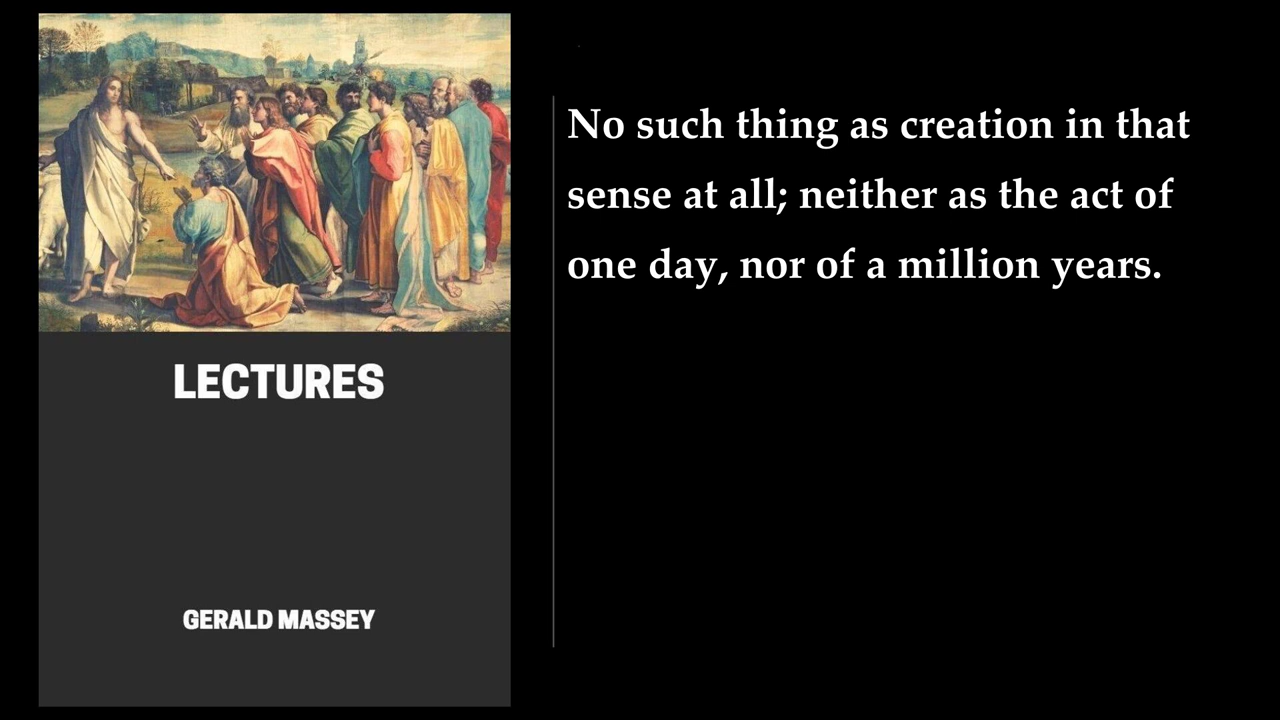 LECTURES
GERALD MASSEY
No such thing as creation in that
sense at all; neither as the act of
one day, nor of a million years.